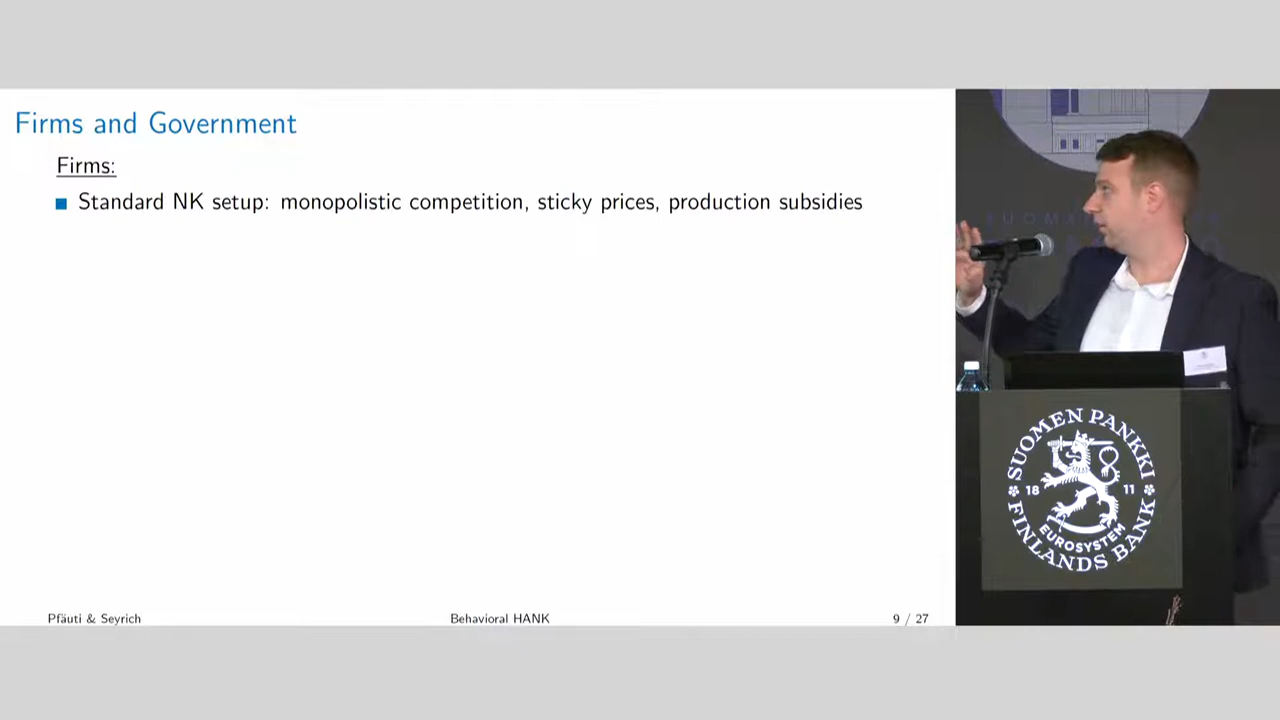 Firms and Government
Firms:
Standard NK setup: monopolistic competition, sticky prices, production subsidies
Pfäuti & Seyrich
Behavioral HANK
9 / 27
SUOMEN PANKKI
18 11
EUROSYSTEM
FINLANDS BANK